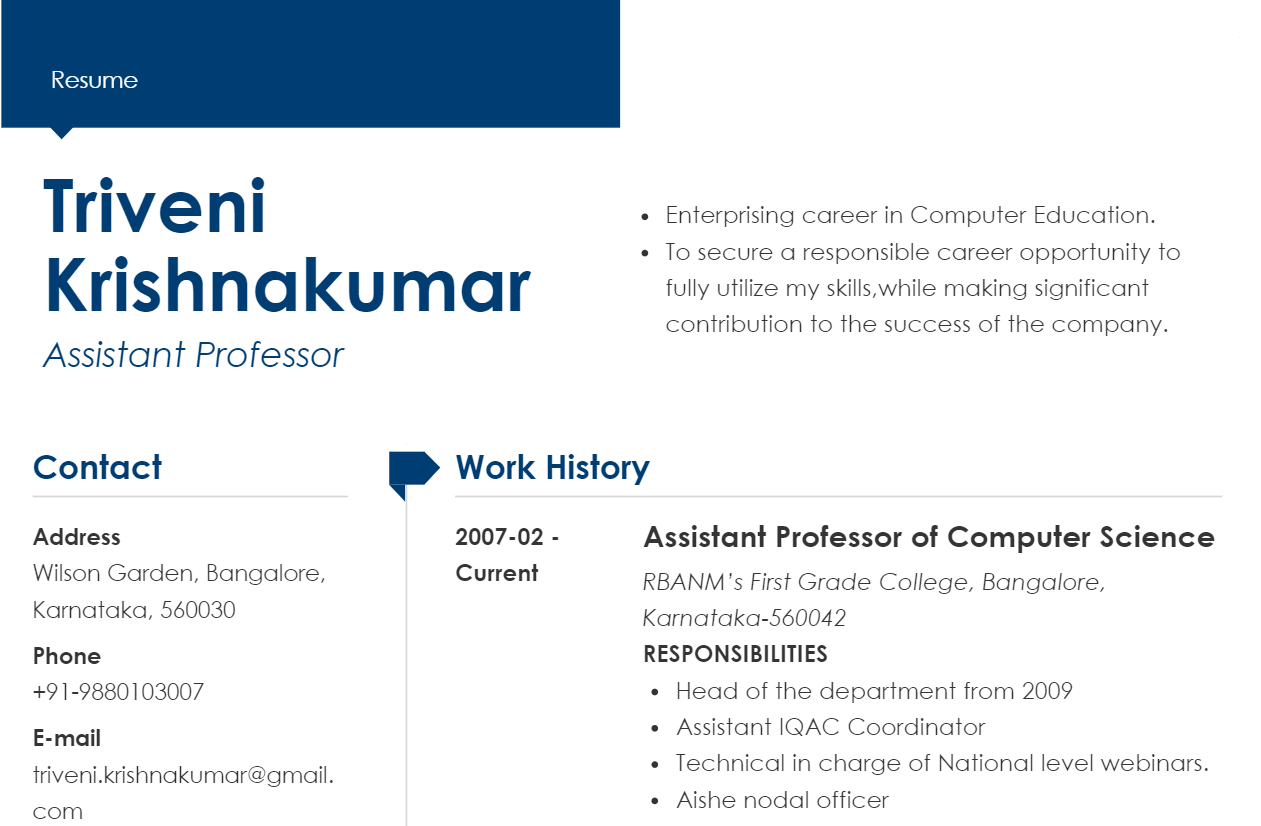 Resume
Triveni
Krishnakumar
Assistant Professor
• Enterprising career in Computer Education.
• To secure a responsible career opportunity to
fully utilize my skills,while making significant
contribution to the success of the company.
Contact
Address
Wilson Garden, Bangalore,
Karnataka, 560030
Phone
+91-9880103007
E-mail
triveni.krishnakumar@gmail.
com
Work History
2007-02 -
Current
Assistant Professor of Computer Science
RBANM's First Grade College, Bangalore,
Karnataka-560042
RESPONSIBILITIES
• Head of the department from 2009
• Assistant IQAC Coordinator
• Technical in charge of National level webinars.
• Aishe nodal officer